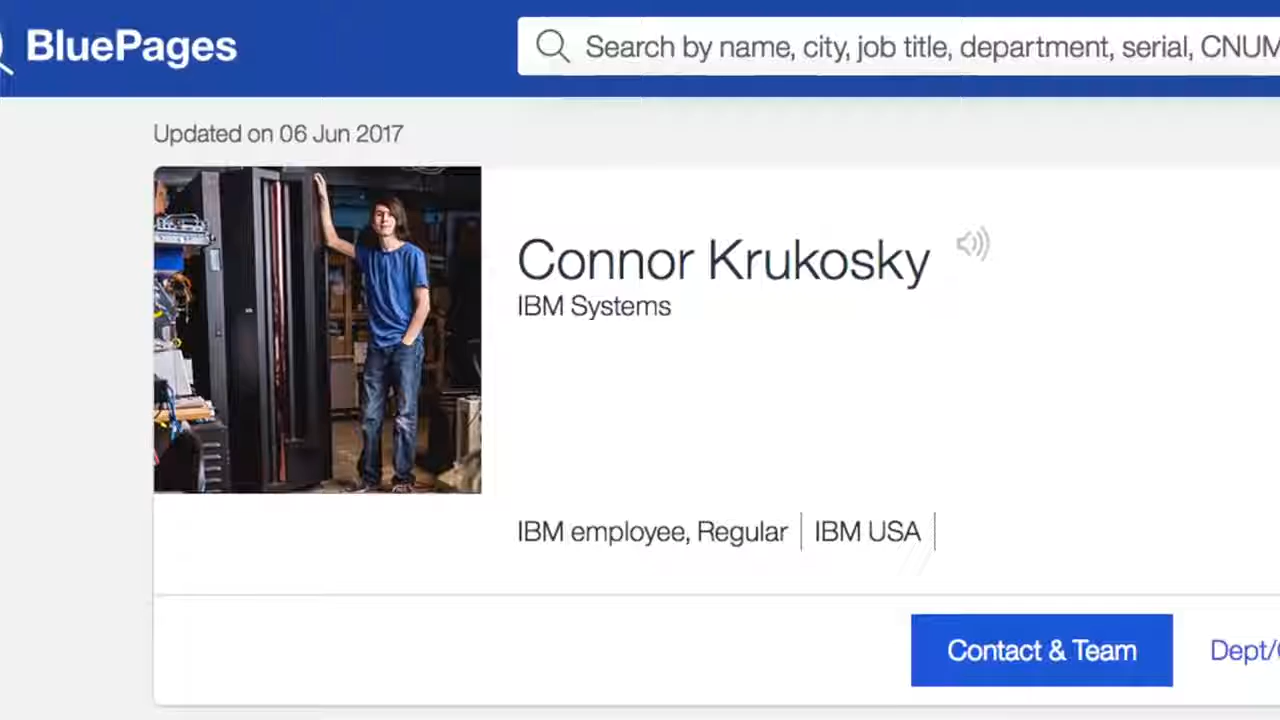 BluePages
Search by name, city, job title, department, serial, CNUM
Updated on 06 Jun 2017
Connor Krukosky
IBM Systems
IBM employee, Regular | IBM USA |
Contact & Team
Dept/